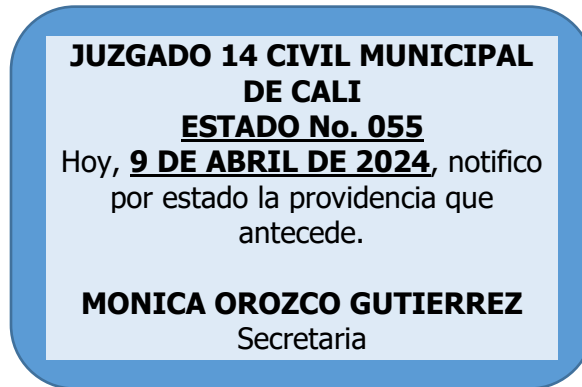 JUZGADO 14 CIVIL MUNICIPAL
DE CALI
ESTADO No. 055
Hoy, 9 DE ABRIL DE 2024, notifico
por estado la providencia que
antecede.
MONICA OROZCO GUTIERREZ
Secretaria